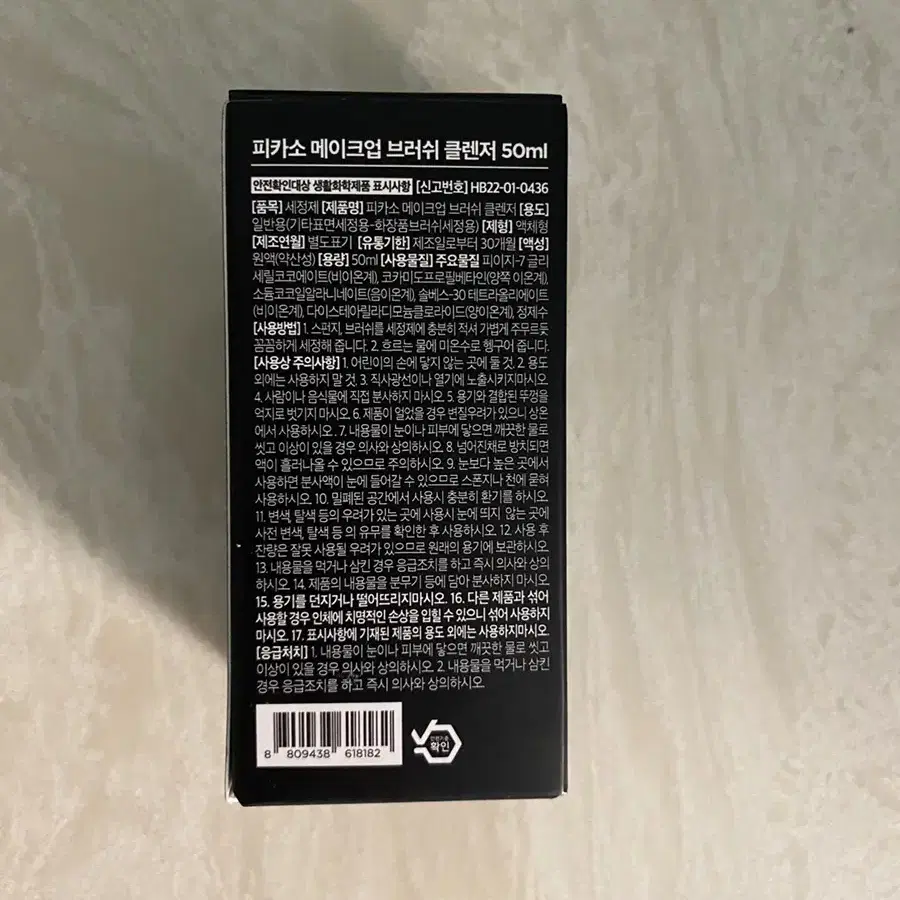 피카소 메이크업 브러쉬 클렌저 50ml
안전확인대상 생활화학제품 표시사항 [신고번호] HB22-01-0436
[품목] 세정제 [제품명] 피카소 메이크업 브러쉬 클렌저 [용도]
일반용(기타표면세정용-화장품브러쉬세정용) [제형] 액체형
[제조연월] 별도표기 [유통기한] 제조일로부터 30개월 [액성]
원액(약산성) [용량] 50ml [사용물질] 주요물질 피이지-7 글리
세릴코코에이트(비이온계), 코카미도프로필베타인(양쪽 이온계),
소듐코코일알라니네이트(음이온계), 솔베스-30 테트라올리에이트
(비이온계), 다이스테아릴라디모늄클로라이드(양이온계), 정제수
[사용방법] 1. 스펀지, 브러쉬를 세정제에 충분히 적셔 가볍게 주무르듯
꼼꼼하게 세정해 줍니다. 2. 흐르는 물에 미온수로 헹구어 줍니다.
[사용상 주의사항] 1. 어린이의 손에 닿지 않는 곳에 둘 것. 2. 용도
외에는 사용하지 말 것. 3. 직사광선이나 열기에 노출시키지마시오
4. 사람이나 음식물에 직접 분사하지 마시오. 5. 용기와 결합된 뚜껑을
억지로 벗기지 마시오. 6. 제품이 얼었을 경우 변질우려가 있으니 상온
에서 사용하시오. . 7. 내용물이 눈이나 피부에 닿으면 깨끗한 물로
씻고 이상이 있을 경우 의사와 상의하시오. 8. 넘어진채로 방치되면
액이 흘러나올 수 있으므로 주의하시오. 9. 눈보다 높은 곳에서
사용하면 분사액이 눈에 들어갈 수 있으므로 스폰지나 천에 묻혀
사용하시오. 10. 밀폐된 공간에서 사용시 충분히 환기를 하시오.
11. 변색, 탈색 등의 우려가 있는 곳에 사용시 눈에 띄지 않는 곳에
사전 변색, 탈색 등 의 유무를 확인한 후 사용하시오. 12. 사용 후
잔량은 잘못 사용될 우려가 있으므로 원래의 용기에 보관하시오.
13. 내용물을 먹거나 삼킨 경우 응급조치를 하고 즉시 의사와 상의
하시오. 14. 제품의 내용물을 분무기 등에 담아 분사하지 마시오.
15. 용기를 던지거나 떨어뜨리지마시오. 16. 다른 제품과 섞어
사용할 경우 인체에 치명적인 손상을 입힐 수 있으니 섞어 사용하지
마시오. 17. 표시사항에 기재된 제품의 용도 외에는 사용하지마시오.
[응급처치] 1. 내용물이 눈이나 피부에 닿으면 깨끗한 물로 씻고
이상이 있을 경우 의사와 상의하시오. 2. 내용물을 먹거나 삼킨
경우 응급조치를 하고 즉시 의사와 상의하시오.
8 809438 618182
안전기준
확인